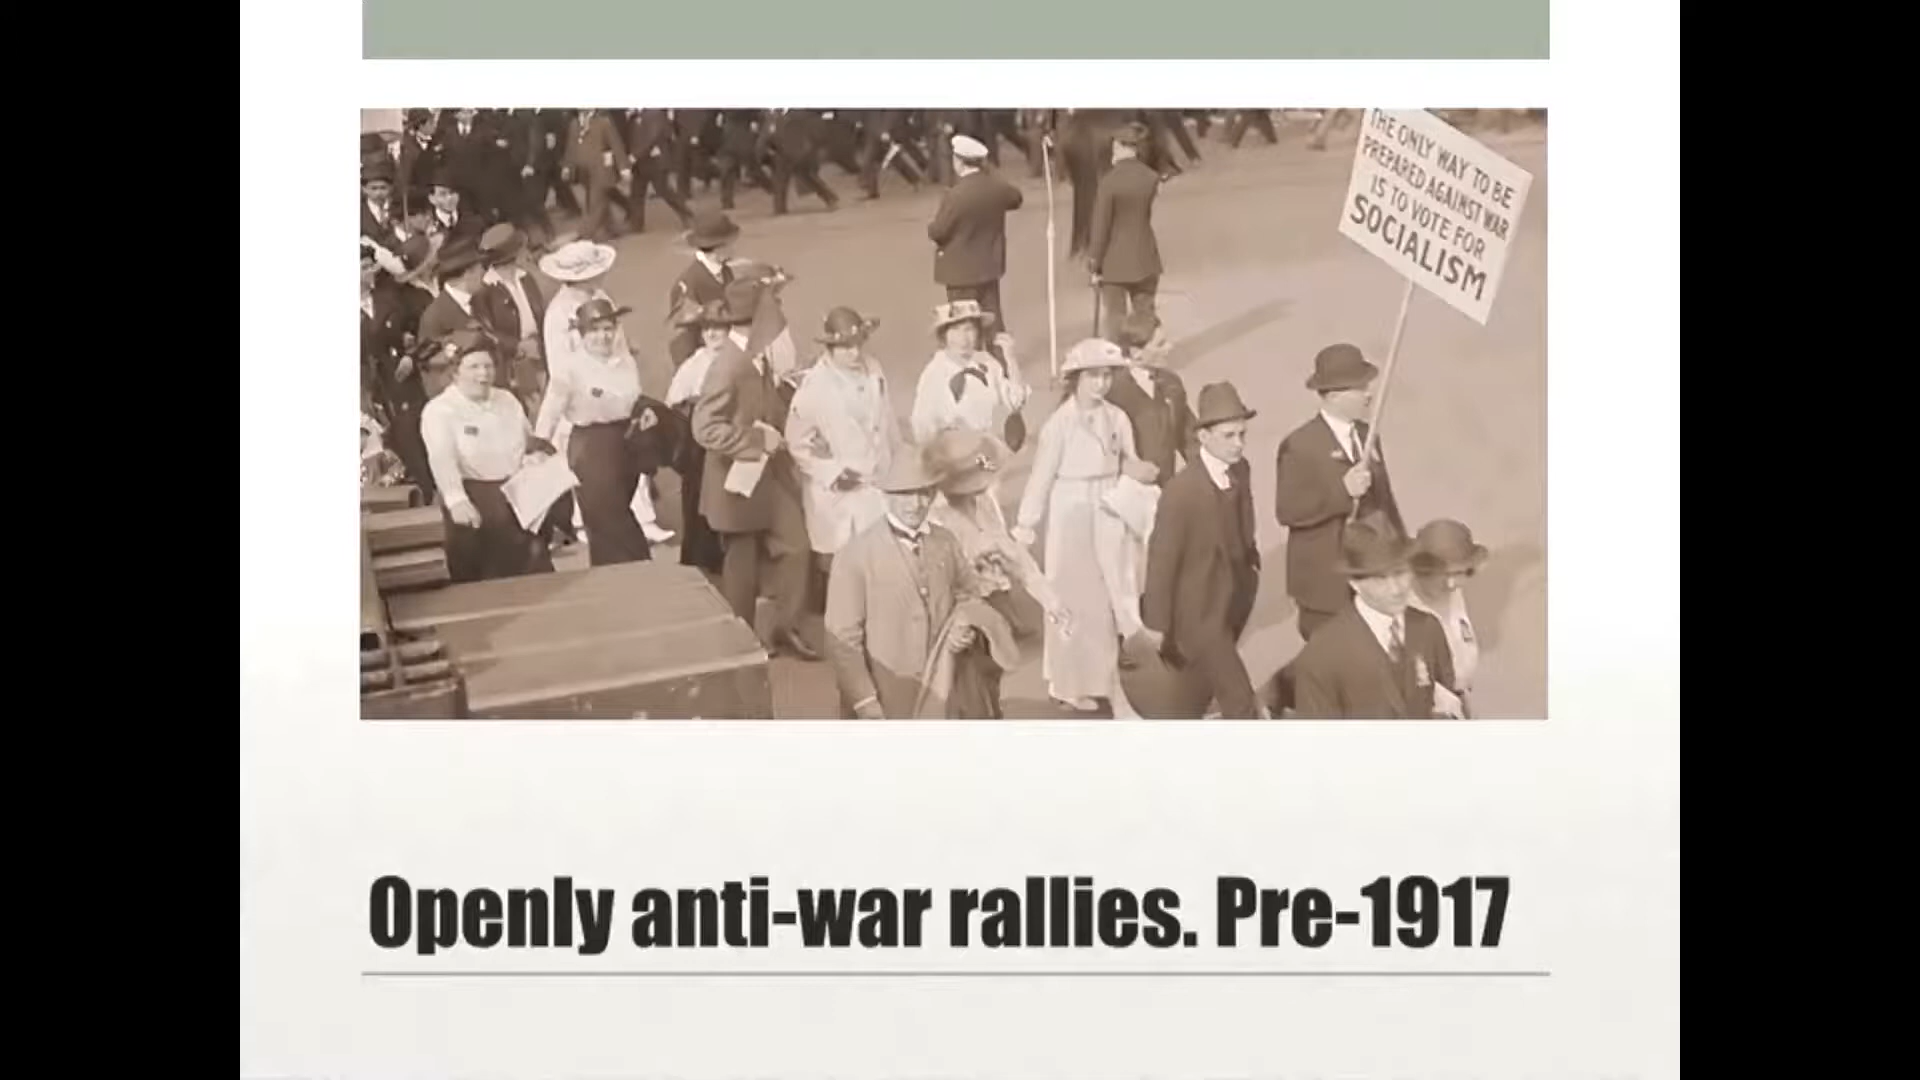 THE ONLY WAY TO BE
PREPARED AGAINST WAR
IS TO VOTE FOR
SOCIALISM
Openly anti-war rallies. Pre-1917